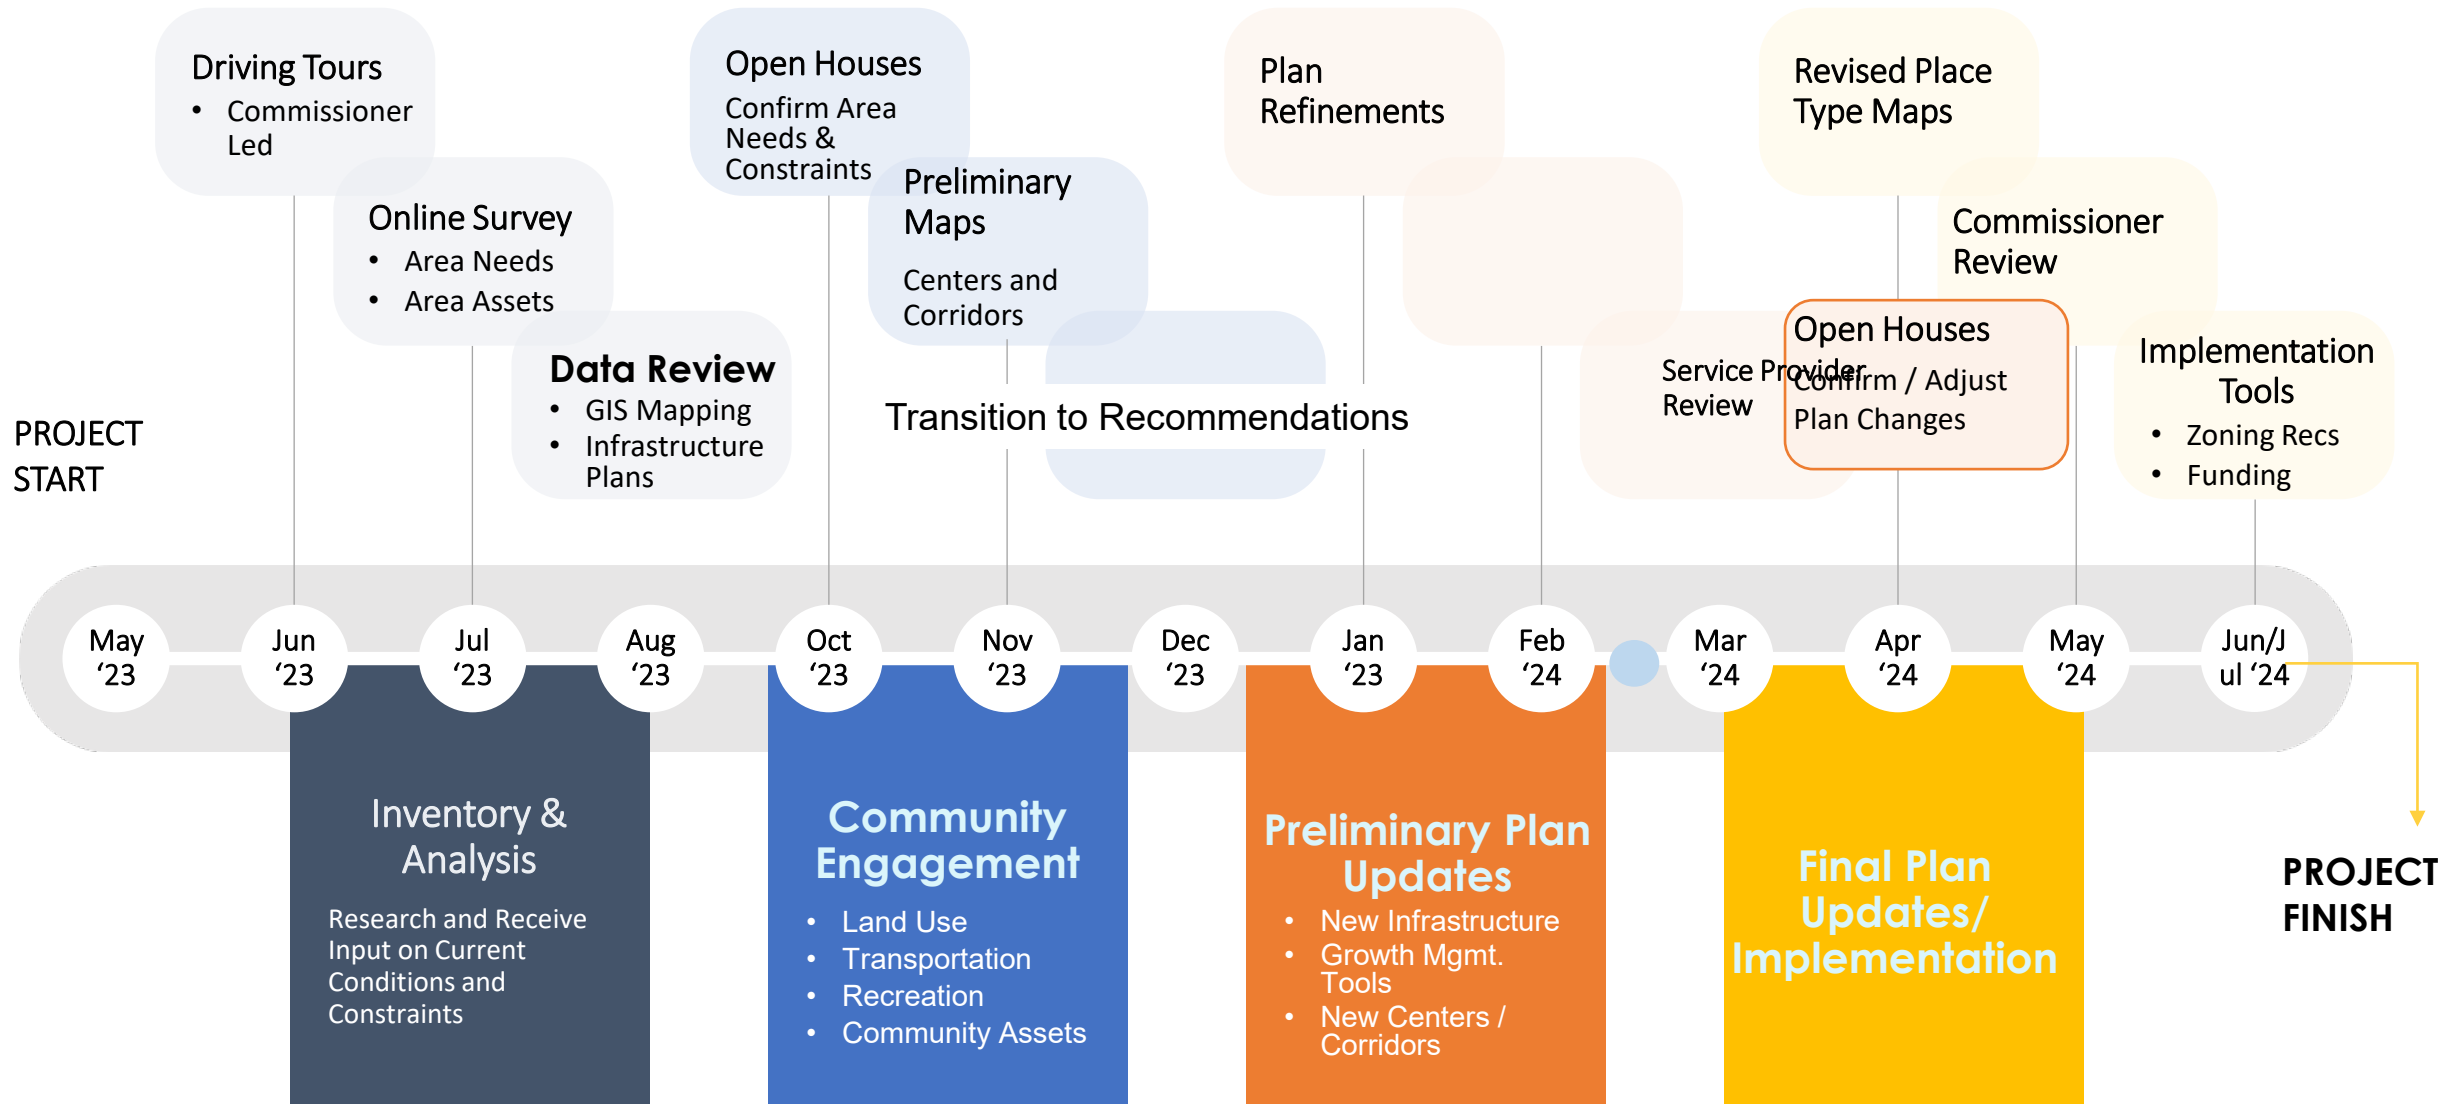 Driving Tours
• Commissioner
Led
Online Survey
• Area Needs
• Area Assets
Data Review
• GIS Mapping
• Infrastructure
Plans
Open Houses
Confirm Area
Needs &
Constraints
Preliminary
Maps
Centers and
Corridors
Transition to Recommendations
Plan
Refinements
Service Provider
Review
Revised Place
Type Maps
Open Houses
Confirm / Adjust
Plan Changes
Commissioner
Review
Implementation
Tools
• Zoning Recs
• Funding
PROJECT
START
May
‘23
Jun
‘23
Jul
‘23
Aug
‘23
Oct
‘23
Nov
‘23
Dec
‘23
Jan
‘23
Feb
‘24
Mar
‘24
Apr
‘24
May
‘24
Jun/J
ul ‘24
Inventory &
Analysis
Research and Receive
Input on Current
Conditions and
Constraints
Community
Engagement
• Land Use
• Transportation
• Recreation
• Community Assets
Preliminary Plan
Updates
• New Infrastructure
• Growth Mgmt.
Tools
• New Centers /
Corridors
Final Plan
Updates/
Implementation
PROJECT
FINISH